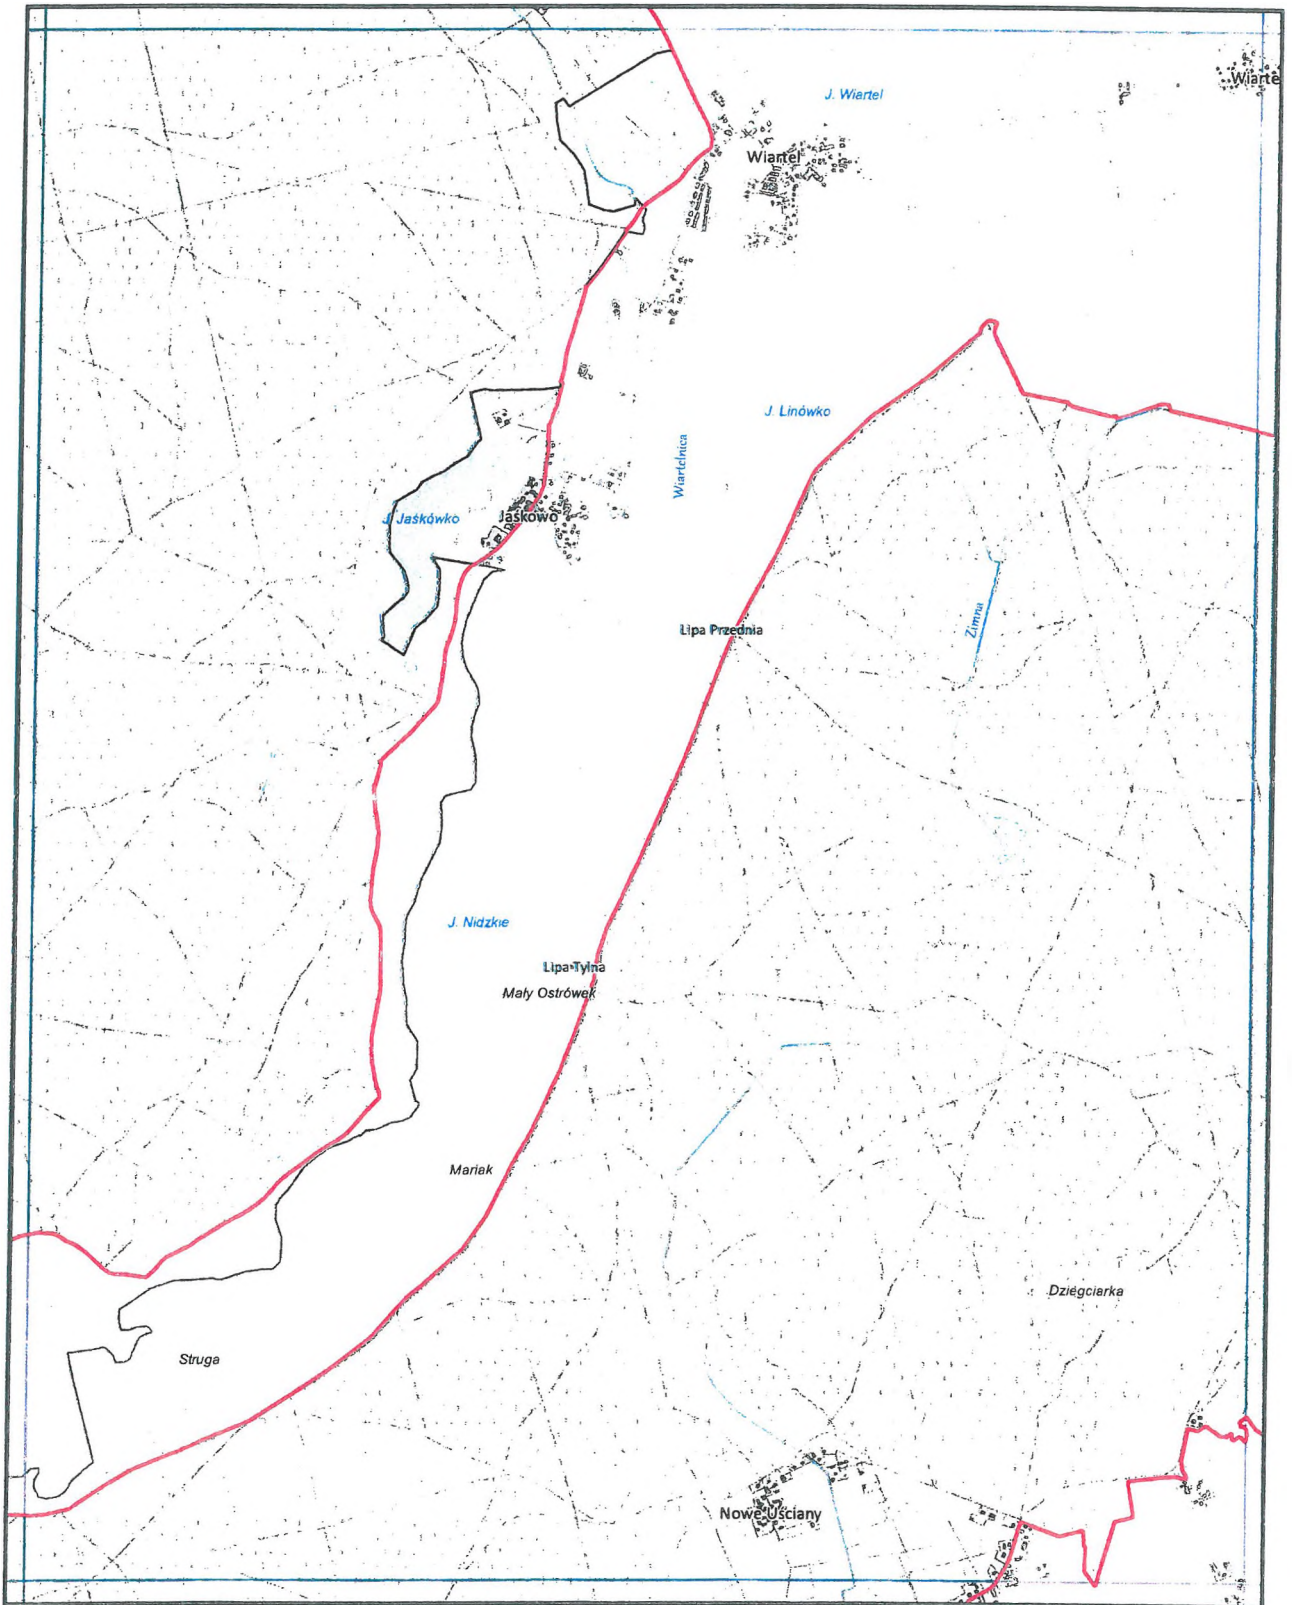 Wiarte
J. Wiartel
Wiartel
J. Linówko
Wiartelnica
J. Jaśkówko
Jaśkowo
Zimna
Lipa Przednia
J. Nidzkie
Lipa Tylna
Mały Ostrówek
Mariak
Dziegciarka
Struga
Nowe Uściany